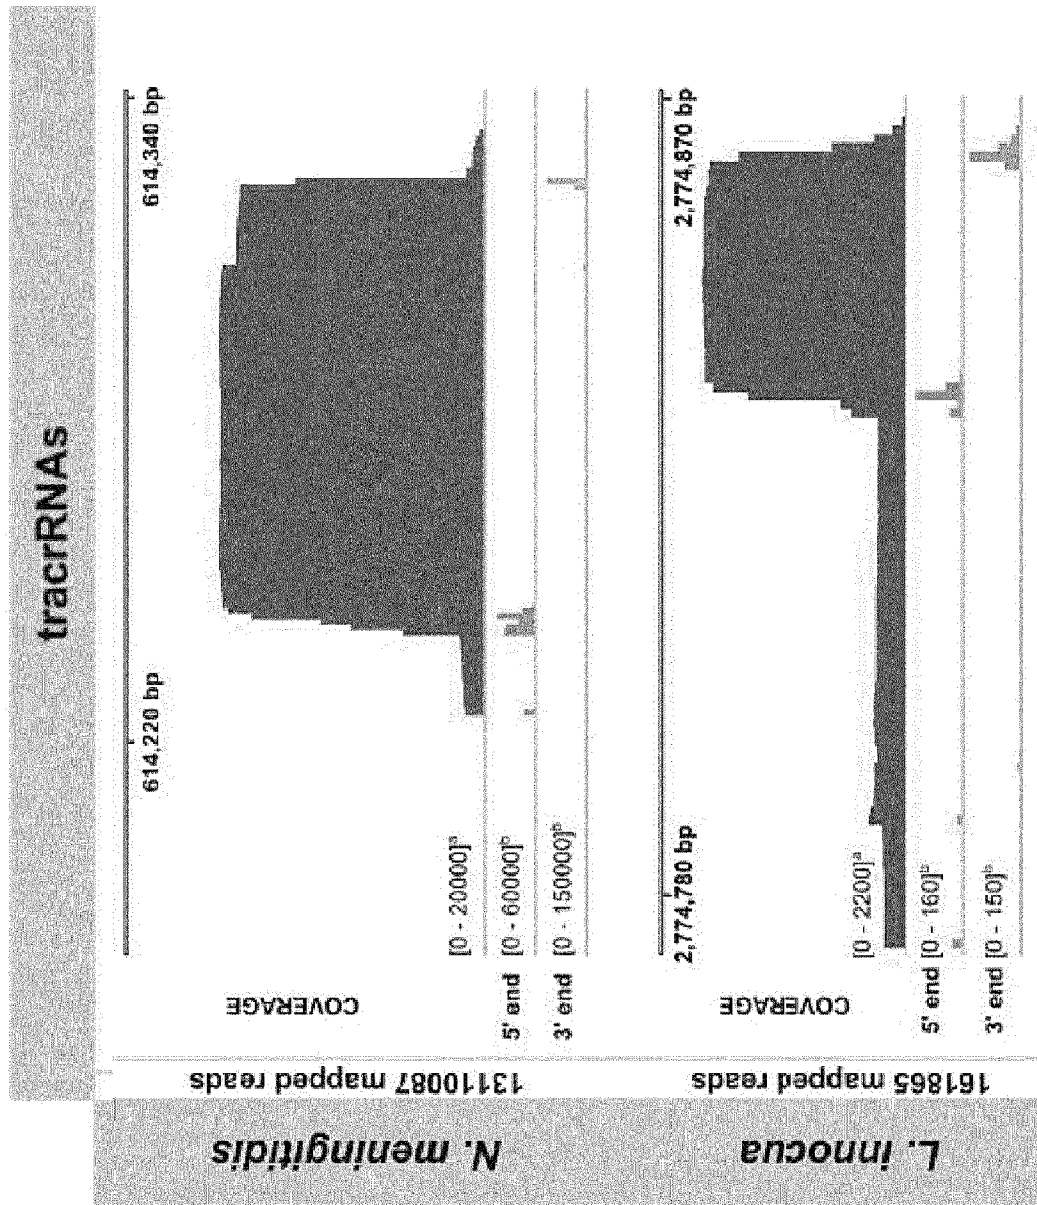 tracrRNAs
N. meningitidis
13110087 mapped reads
COVERAGE
614,220 bp
614,340 bp
[0 - 20000]ᵃ
5' end [0 - 60000]ᵇ
3' end [0 - 150000]ᵇ
L. innocua
161865 mapped reads
COVERAGE
2,774,780 bp
2,774,870 bp
[0 - 2200]ᵃ
5' end [0 - 160]ᵇ
3' end [0 - 150]ᵇ